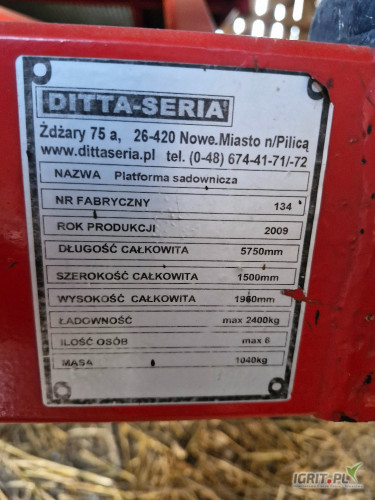 DITTA-SERIA
Żdżary 75 a, 26-420 Nowe.Miasto n/Pilicą
www.dittaseria.pl tel. (0-48) 674-41-71/-72
NAZWA Platforma sadownicza
NR FABRYCZNY 134
ROK PRODUKCJI 2009
DŁUGOŚĆ CAŁKOWITA 5750mm
SZEROKOŚĆ CAŁKOWITA 1500mm
WYSOKOŚĆ CAŁKOWITA 1960mm
ŁADOWNOŚĆ max 2400kg
ILOŚĆ OSÓB max 6
MASA 1040kg
IGRIT.PL